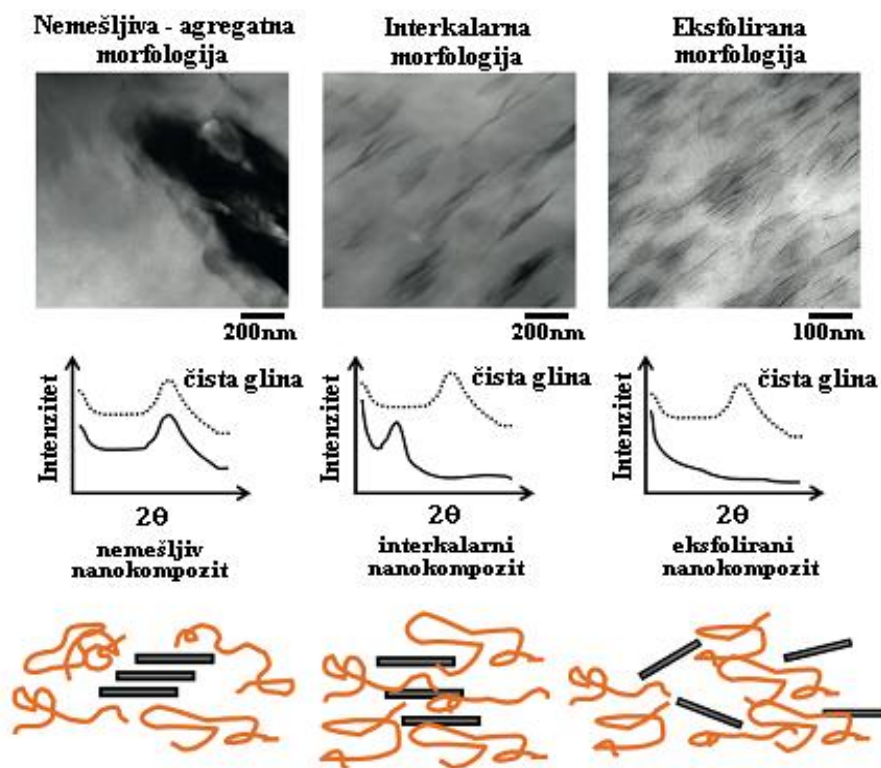 Nemešljiva - agregatna
morfologija
Interkalarna
morfologija
Eksfolirana
morfologija
200nm
200nm
100nm
Intenzitet
čista glina
2θ
Intenzitet
čista glina
2θ
Intenzitet
čista glina
2θ
nemešljiv
nanokompozit
interkalarni
nanokompozit
eksfolirani
nanokompozit